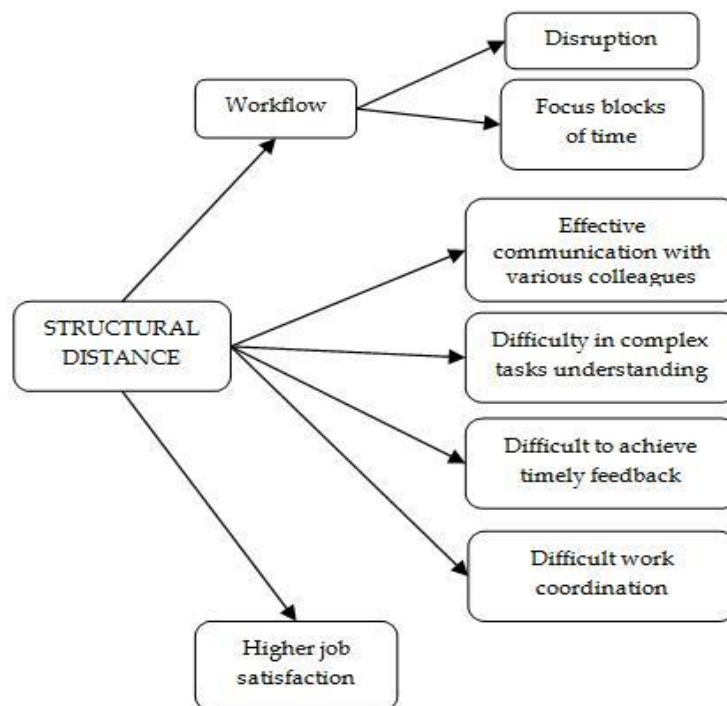 Disruption
Workflow
Focus blocks
of time
Effective
communication with
various colleagues
STRUCTURAL
DISTANCE
Difficulty in complex
tasks understanding
Difficult to achieve
timely feedback
Difficult work
coordination
Higher job
satisfaction